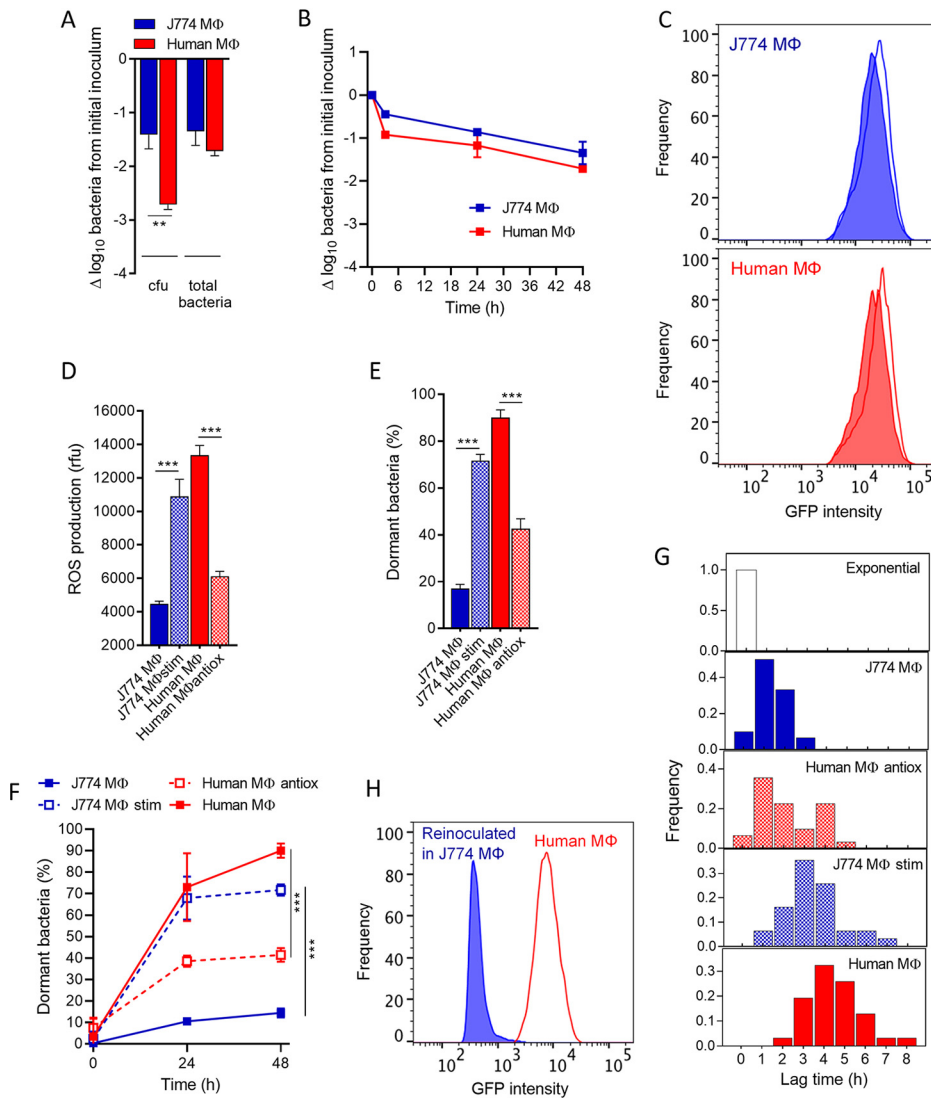 A
J774 MΦ
Human MΦ
Δ log10 bacteria from initial inoculum
0
-1
-2
-3
-4
**
cfu
total
bacteria
B
Δ log10 bacteria from initial inoculum
1
0
-1
-2
-3
-4
J774 MΦ
Human MΦ
0 6 12 18 24 30 36 42 48
Time (h)
C
J774 MΦ
Frequency
100
80
60
40
20
0
Human MΦ
Frequency
100
80
60
40
20
0
10^2 10^3 10^4 10^5
GFP intensity
D
ROS production (rfu)
16000
14000
12000
10000
8000
6000
4000
2000
***
***
J774 MΦ
J774 MΦstim
Human MΦ
Human MΦantiox
E
Dormant bacteria (%)
100
80
60
40
20
0
***
***
J774 MΦ
J774 MΦ stim
Human MΦ
Human MΦ antiox
F
J774 MΦ
J774 MΦ stim
Human MΦ antiox
Human MΦ
Dormant bacteria (%)
100
90
80
70
60
50
40
30
20
10
0
***
***
0 24 48
Time (h)
H
Reinoculated
in J774 MΦ
Human MΦ
Frequency
100
80
60
40
20
0
10^2 10^3 10^4 10^5
GFP intensity
G
Frequency
Exponential
1.0
0.5
0.0
J774 MΦ
0.4
0.2
0.0
Human MΦ antiox
0.4
0.2
0.0
J774 MΦ stim
0.3
0.2
0.1
0.0
Human MΦ
0.3
0.2
0.1
0.0
0 1 2 3 4 5 6 7 8
Lag time (h)